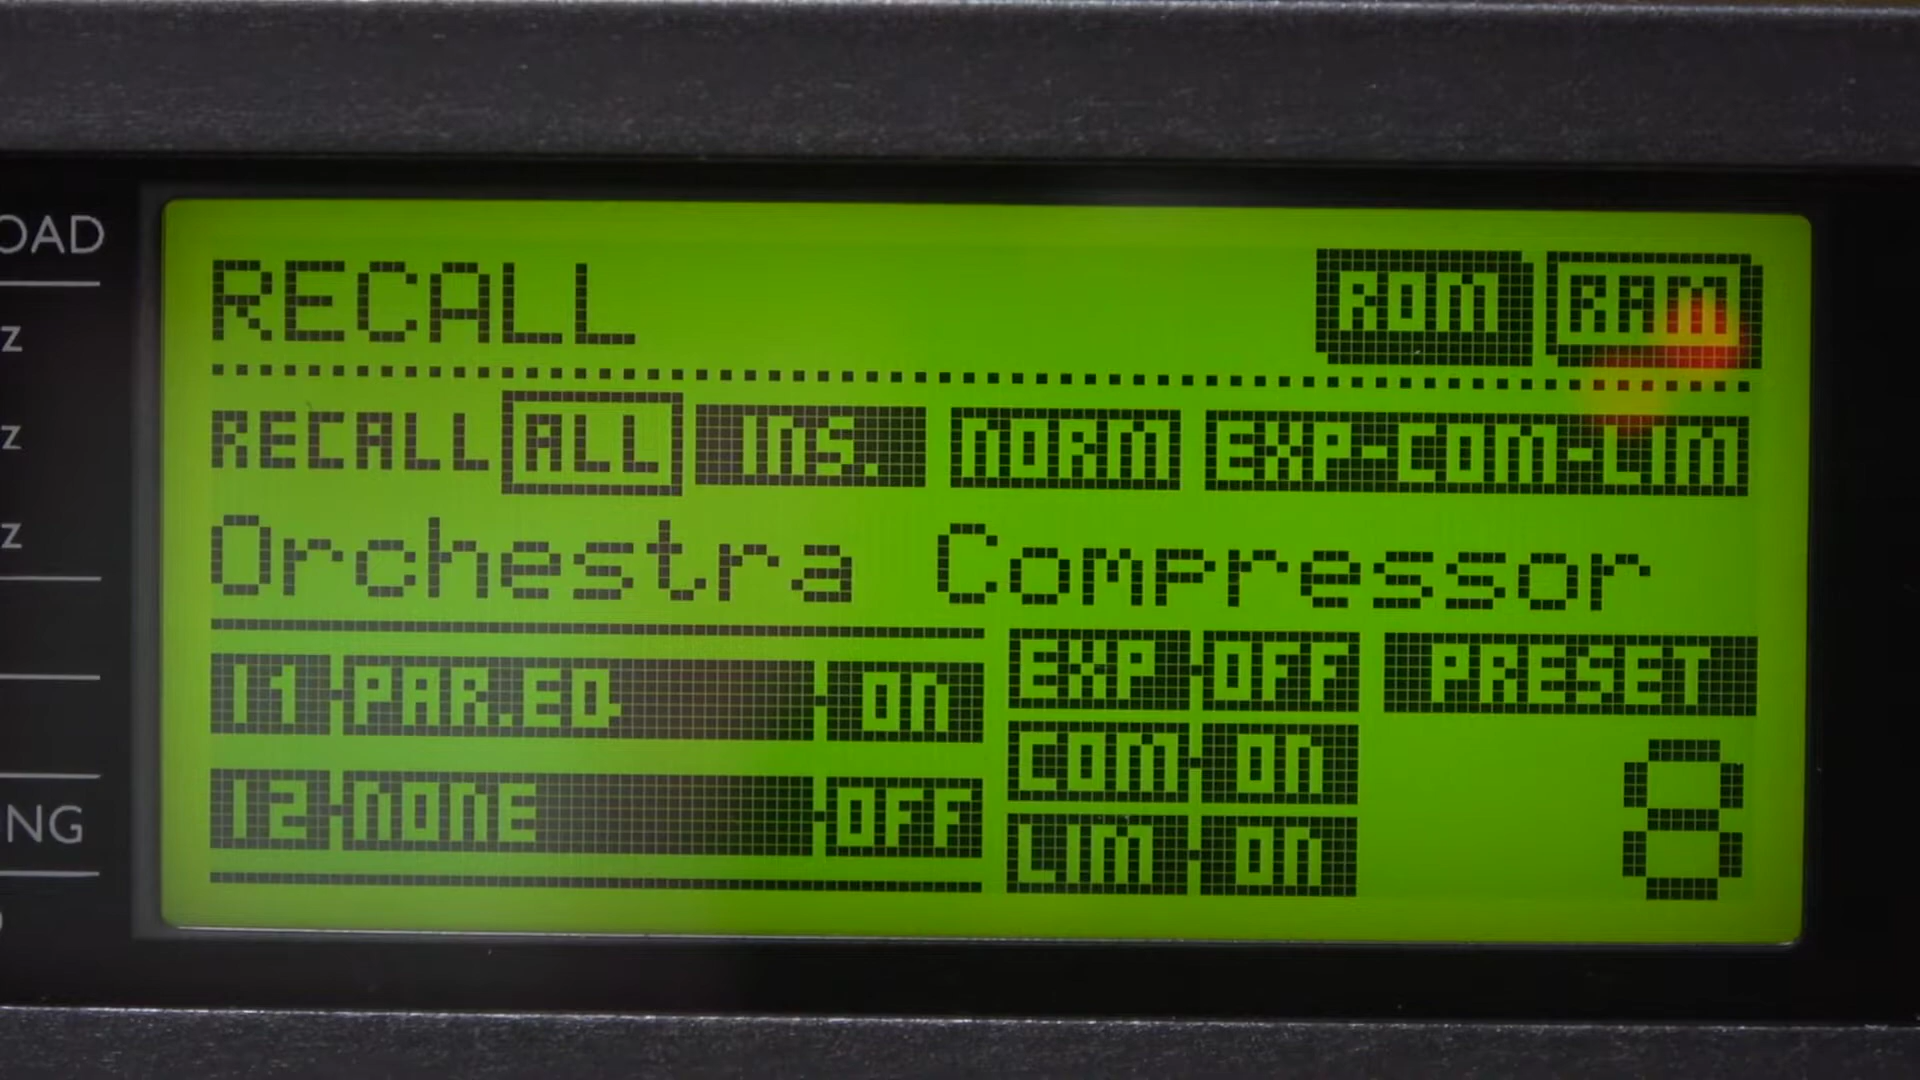 RECALL ROM RAM
RECALL ALL INS. NORM EXP-COM-LIM
Orchestra Compressor
I1 PAR.EQ ON
I2 NONE OFF
EXP OFF
COM ON
LIM ON
PRESET
8
OAD
Z
Z
Z
NG